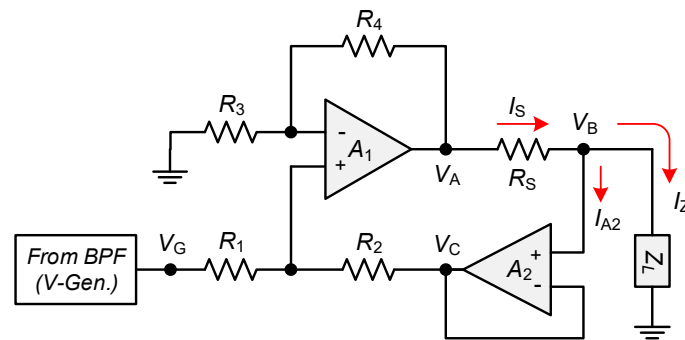 R4
R3
-
A1
+
IS
VB
VA
RS
IA2
IZ
From BPF
(V-Gen.)
VG
R1
R2
VC
A2
+
-
ZL